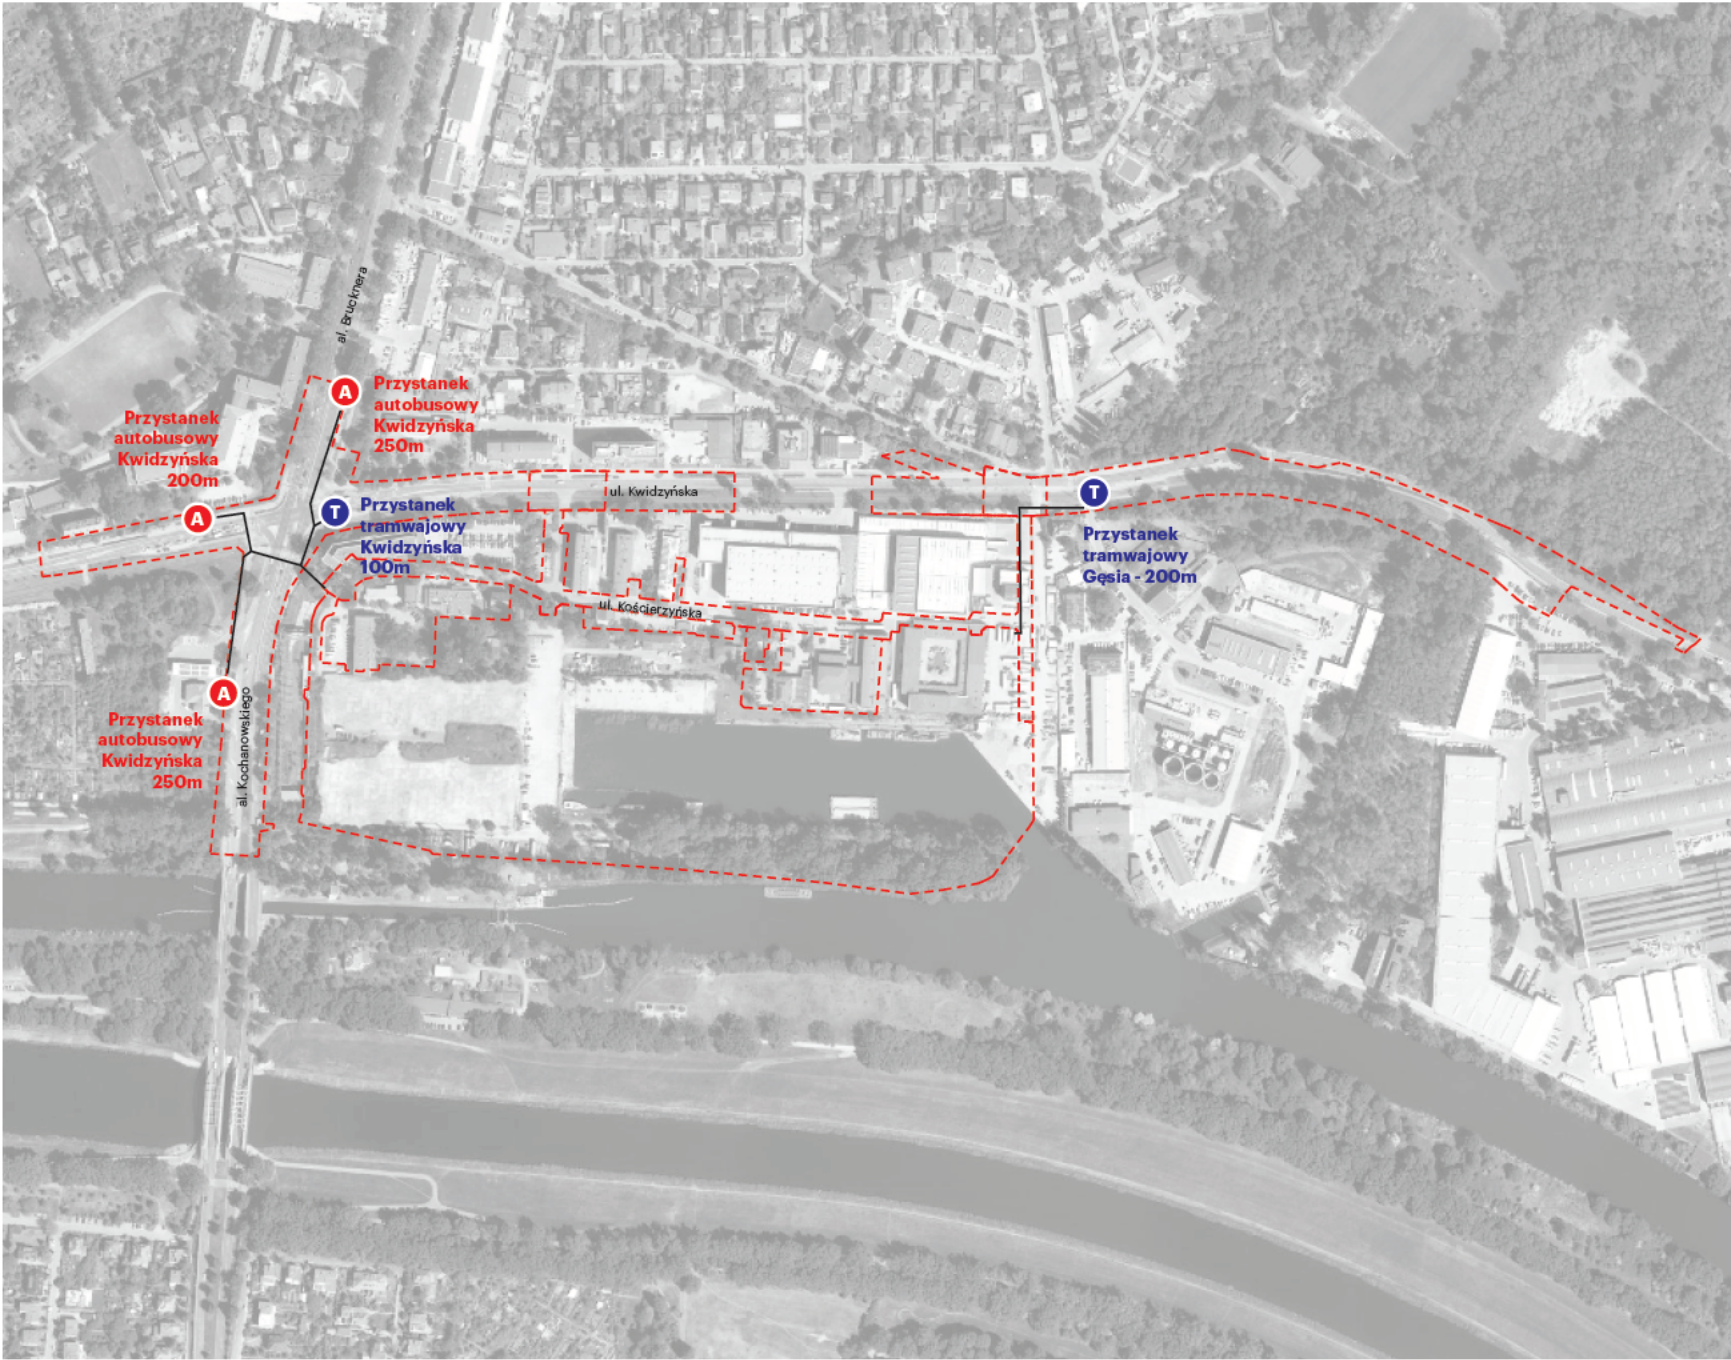 al. Brucknera
A
Przystanek
autobusowy
Kwidzyńska
250m
Przystanek
autobusowy
Kwidzyńska
200m
A
T
Przystanek
tramwajowy
Kwidzyńska
100m
ul. Kwidzyńska
T
Przystanek
tramwajowy
Gęsia - 200m
ul. Kościerzyńska
A
Przystanek
autobusowy
Kwidzyńska
250m
al. Kochanowskiego